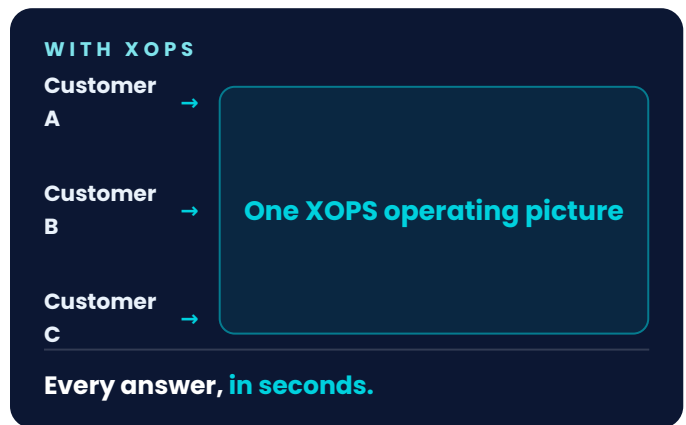 WITH XOPS
Customer
A
→
Customer
B
→
One XOPS operating picture
Customer
C
→
Every answer, in seconds.